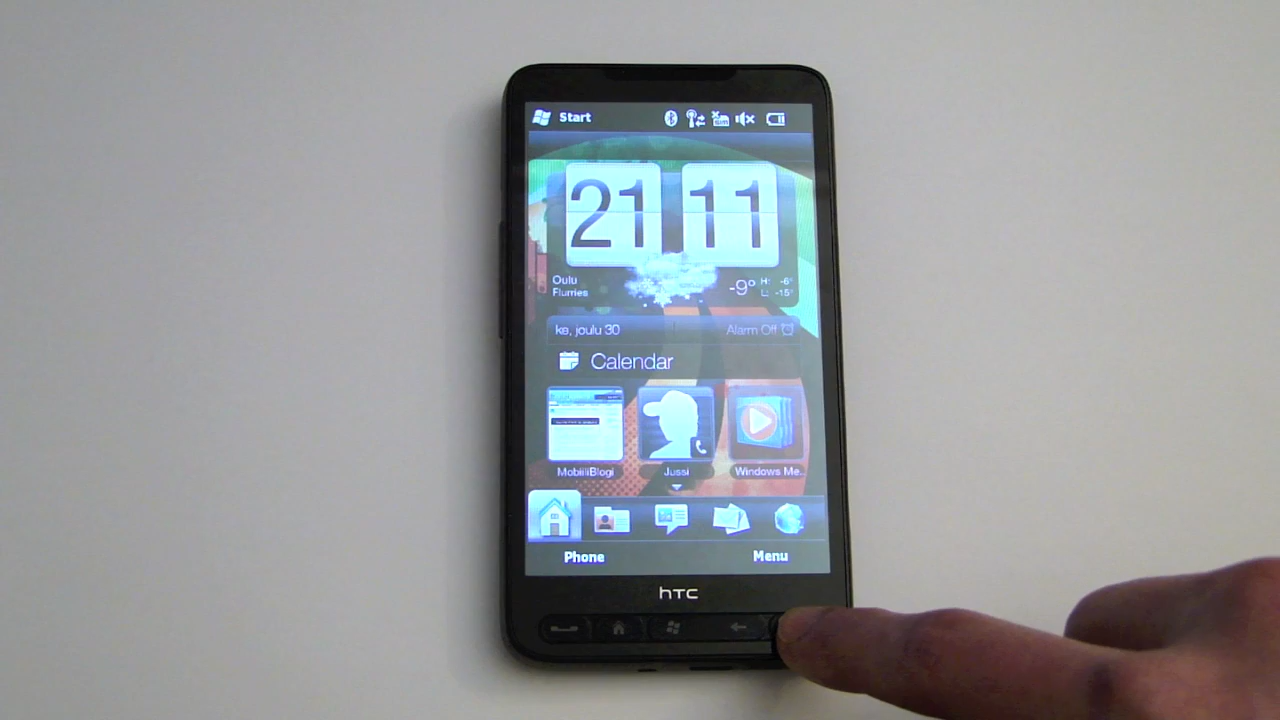 Start
21 11
Oulu
Flurries
-9° H: -6°
L: -15°
ke, joulu 30 Alarm Off
Calendar
MobiiliBlogi Jussi Windows Me..
Phone Menu
hTC